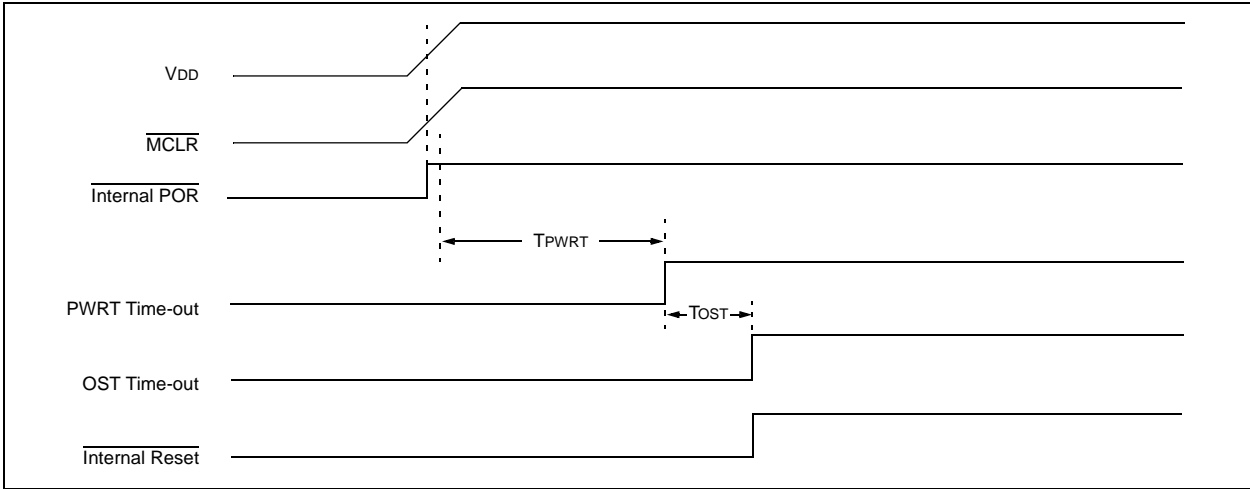 VDD
MCLR
Internal POR
TPWRT
PWRT Time-out
TOST
OST Time-out
Internal Reset